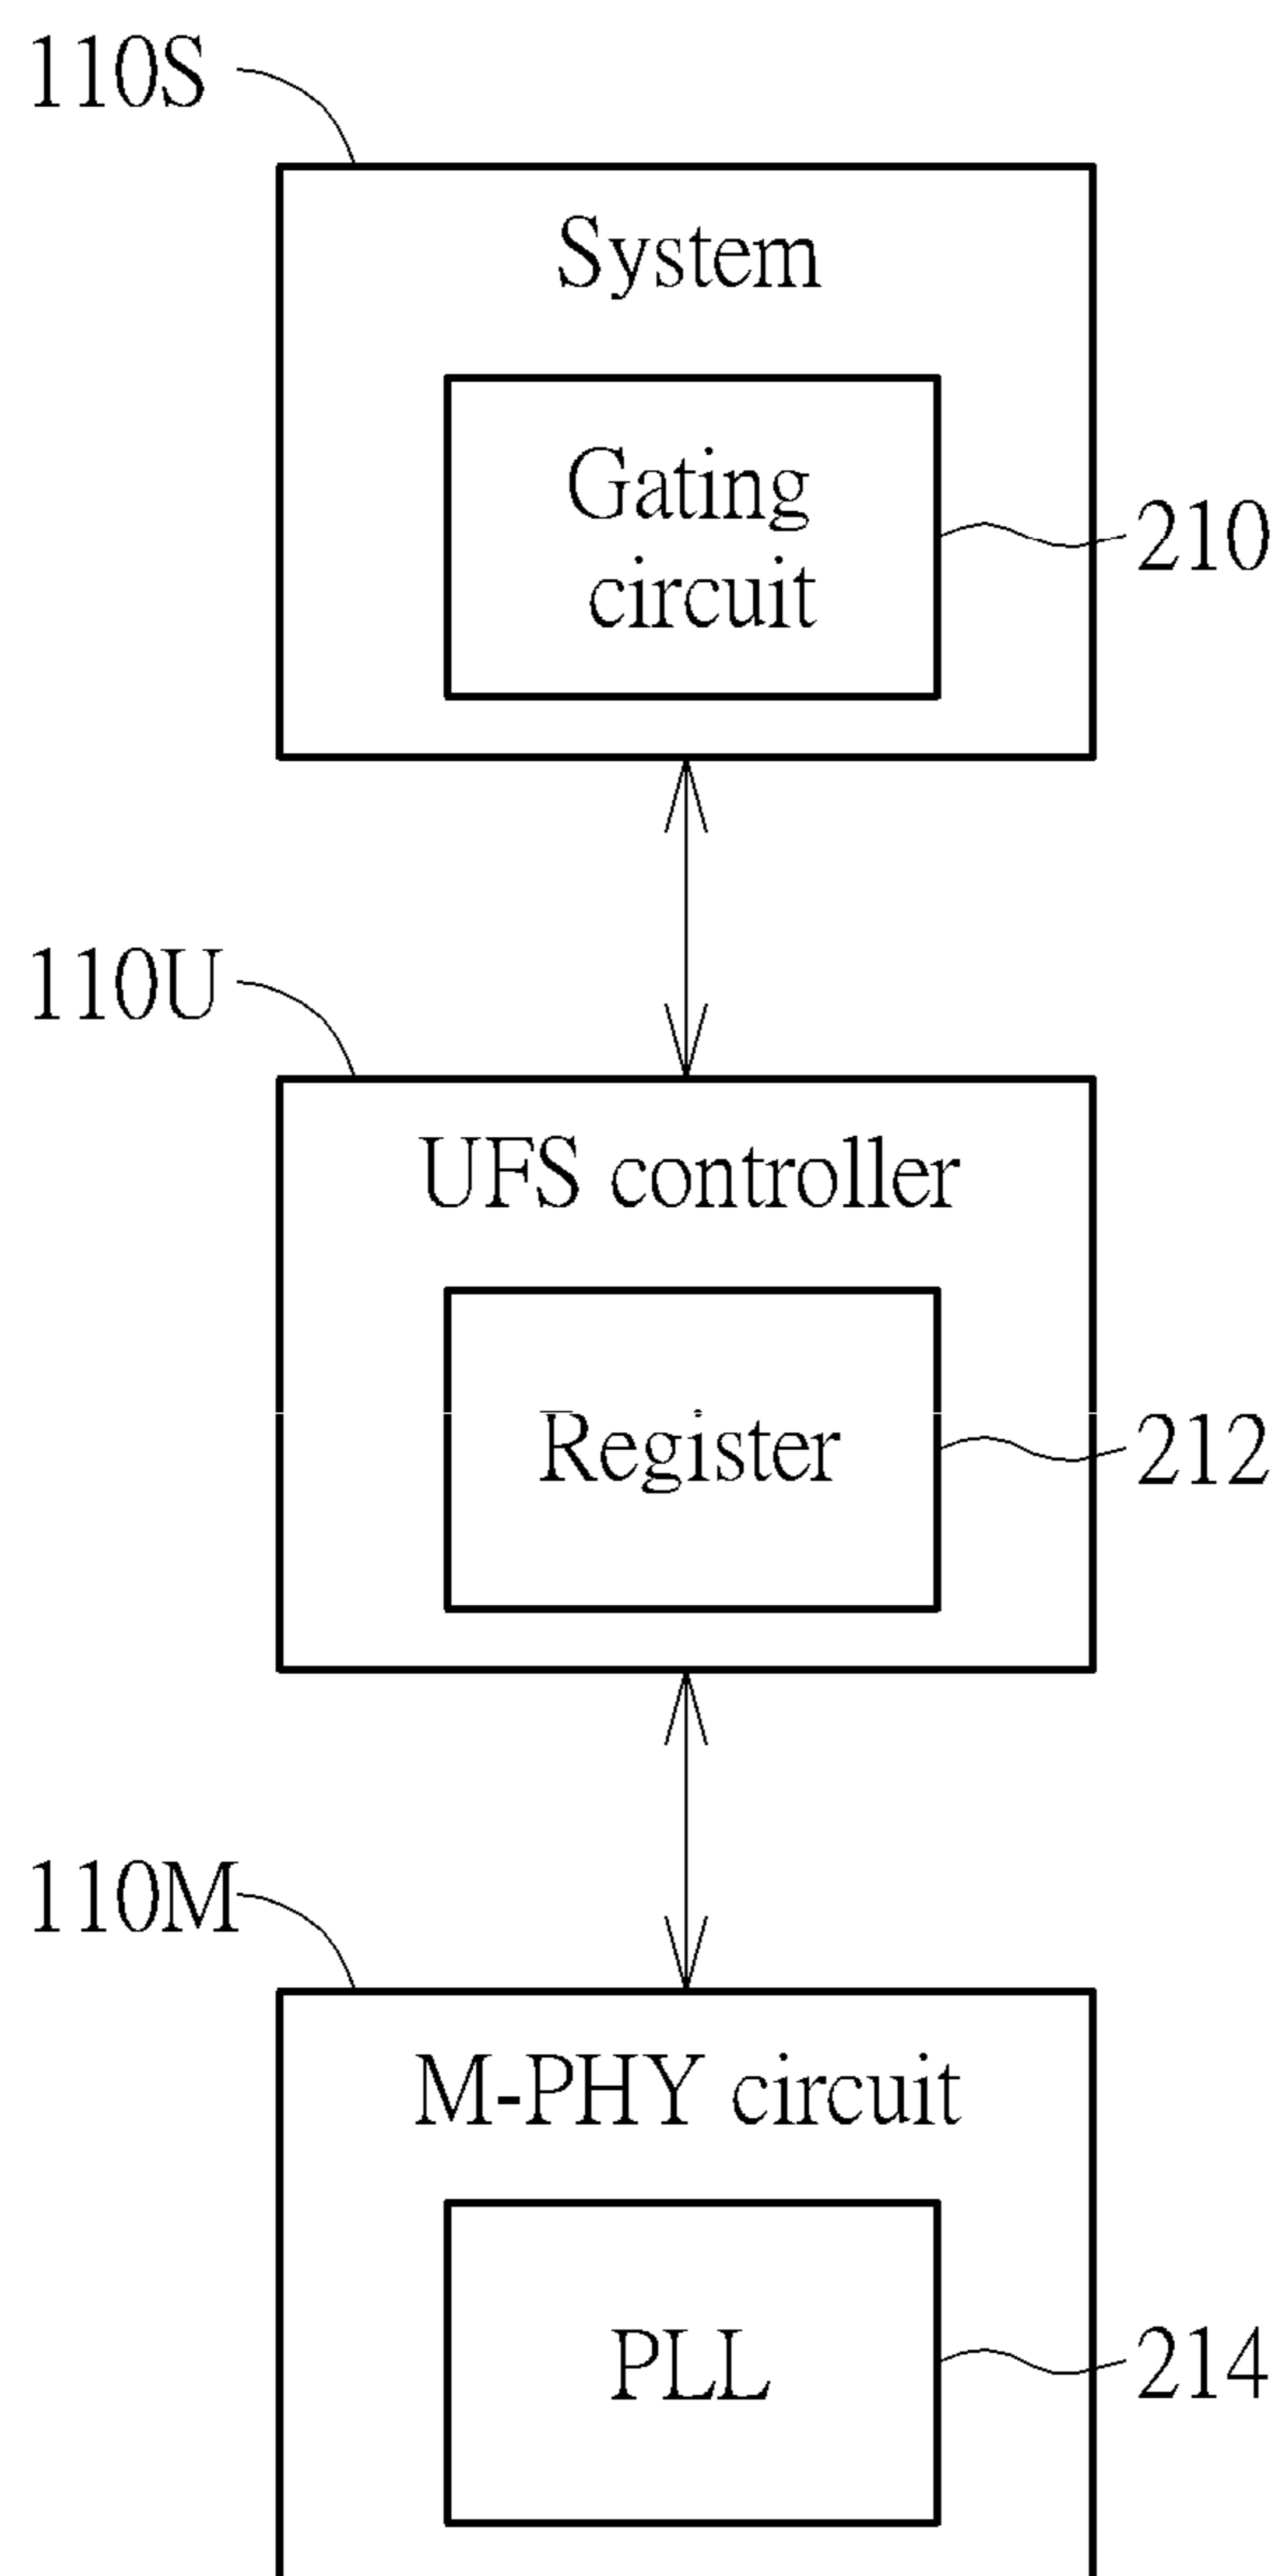 110S
System
Gating
circuit
210
110U
UFS controller
Register
212
110M
M-PHY circuit
PLL
214